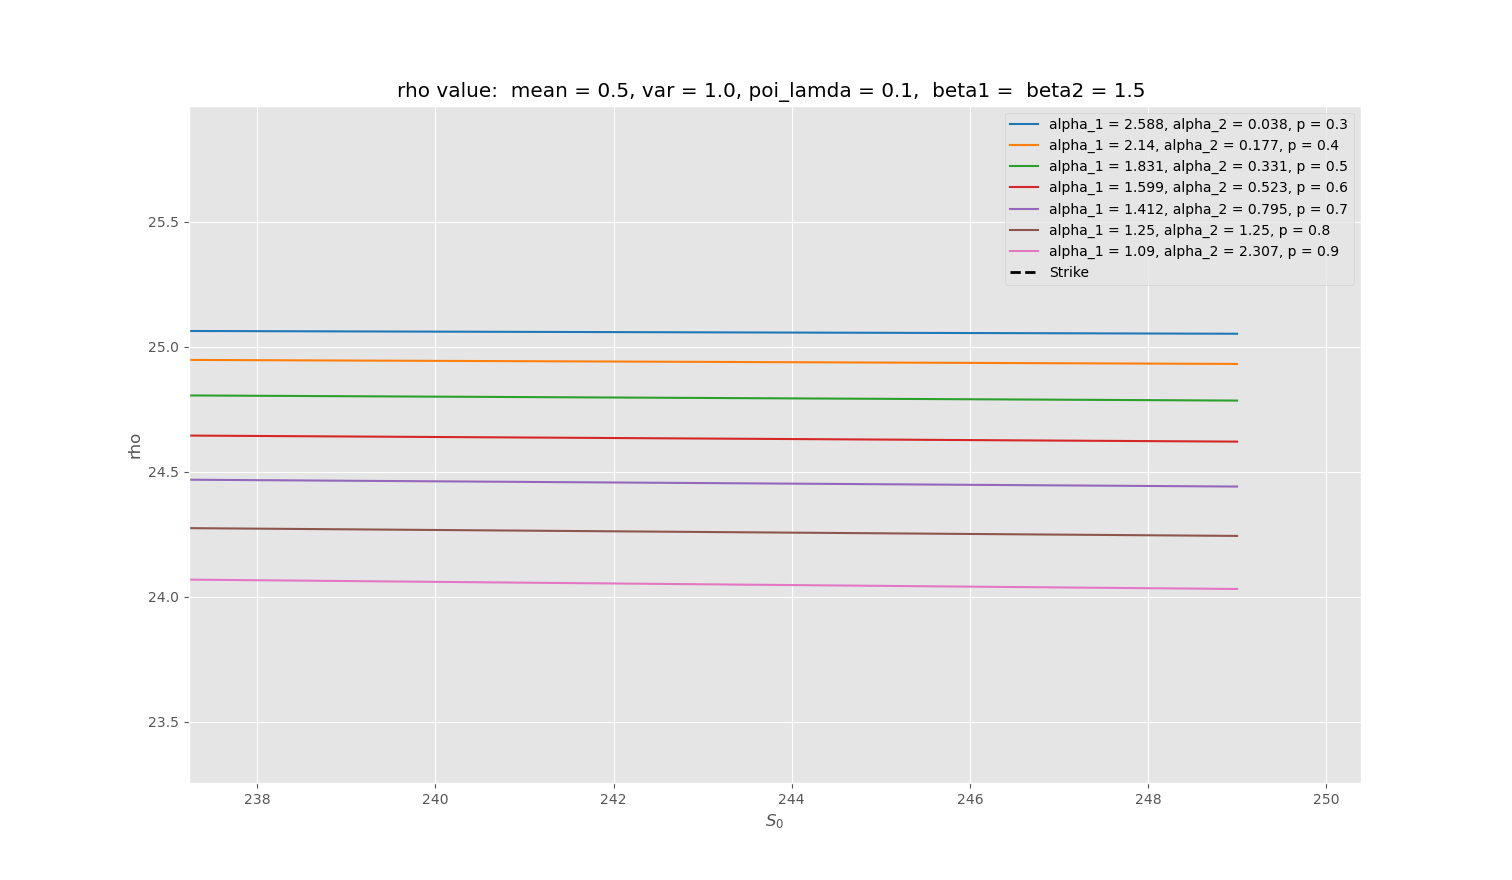 rho value:  mean = 0.5, var = 1.0, poi_lamda = 0.1,  beta1 =  beta2 = 1.5
alpha_1 = 2.588, alpha_2 = 0.038, p = 0.3
alpha_1 = 2.14, alpha_2 = 0.177, p = 0.4
alpha_1 = 1.831, alpha_2 = 0.331, p = 0.5
alpha_1 = 1.599, alpha_2 = 0.523, p = 0.6
alpha_1 = 1.412, alpha_2 = 0.795, p = 0.7
alpha_1 = 1.25, alpha_2 = 1.25, p = 0.8
alpha_1 = 1.09, alpha_2 = 2.307, p = 0.9
Strike
25.5
25.0
24.5
24.0
23.5
rho
238 240 242 244 246 248 250
S_0